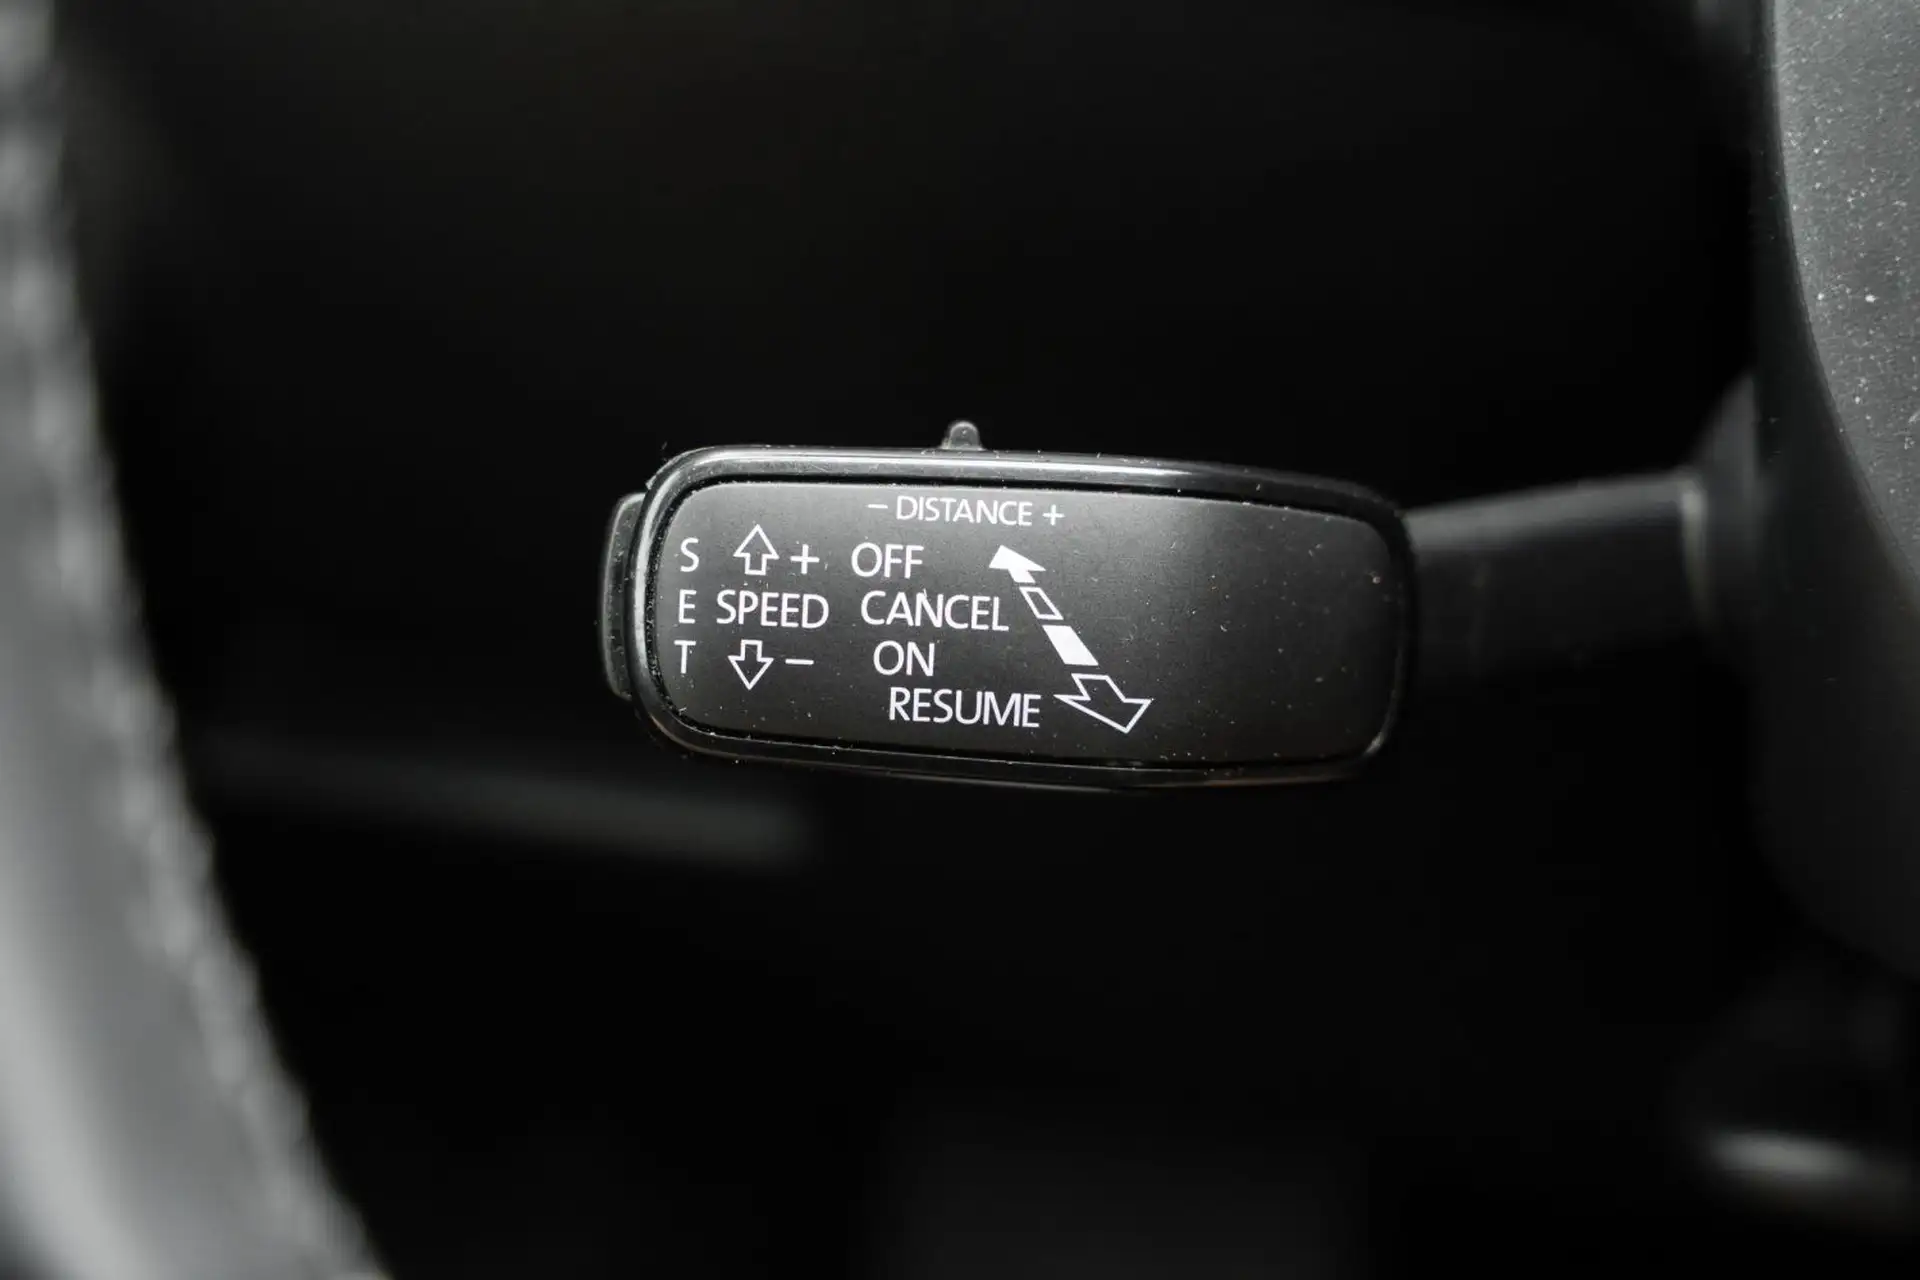 − DISTANCE +
S + OFF
E SPEED CANCEL
T − ON
RESUME